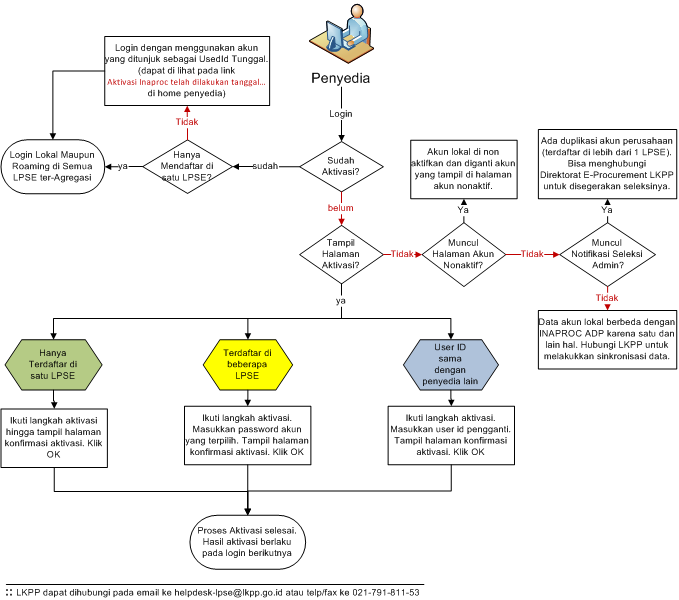 Penyedia
Login
Login dengan menggunakan akun
yang ditunjuk sebagai UsedId Tunggal.
(dapat di lihat pada link
Aktivasi Inaproc telah dilakukan tanggal...
di home penyedia)
Tidak
Login Lokal Maupun
Roaming di Semua
LPSE ter-Agregasi
ya
Hanya
Mendaftar di
satu LPSE?
sudah
Sudah
Aktivasi?
belum
Akun lokal di non
aktifkan dan diganti akun
yang tampil di halaman
akun nonaktif.
Ya
Ada duplikasi akun perusahaan
(terdaftar di lebih dari 1 LPSE).
Bisa menghubungi
Direktorat E-Procurement LKPP
untuk disegerakan seleksinya.
Ya
Tampil
Halaman
Aktivasi?
Tidak
Muncul
Halaman Akun
Nonaktif?
Tidak
Muncul
Notifikasi Seleksi
Admin?
Tidak
Data akun lokal berbeda dengan
INAPROC ADP karena satu dan
lain hal. Hubungi LKPP untuk
melakukkan sinkronisasi data.
ya
Hanya
Terdaftar di
satu LPSE
Terdaftar di
beberapa
LPSE
User ID
sama
dengan
penyedia lain
Ikuti langkah aktivasi
hingga tampil halaman
konfirmasi aktivasi. Klik
OK
Ikuti langkah aktivasi.
Masukkan password akun
yang terpilih. Tampil halaman
konfirmasi aktivasi. Klik OK
Ikuti langkah aktivasi.
Masukkan user id pengganti.
Tampil halaman konfirmasi
aktivasi. Klik OK
Proses Aktivasi selesai.
Hasil aktivasi berlaku
pada login berikutnya
:: LKPP dapat dihubungi pada email ke helpdesk-lpse@lkpp.go.id atau telp/fax ke 021-791-811-53